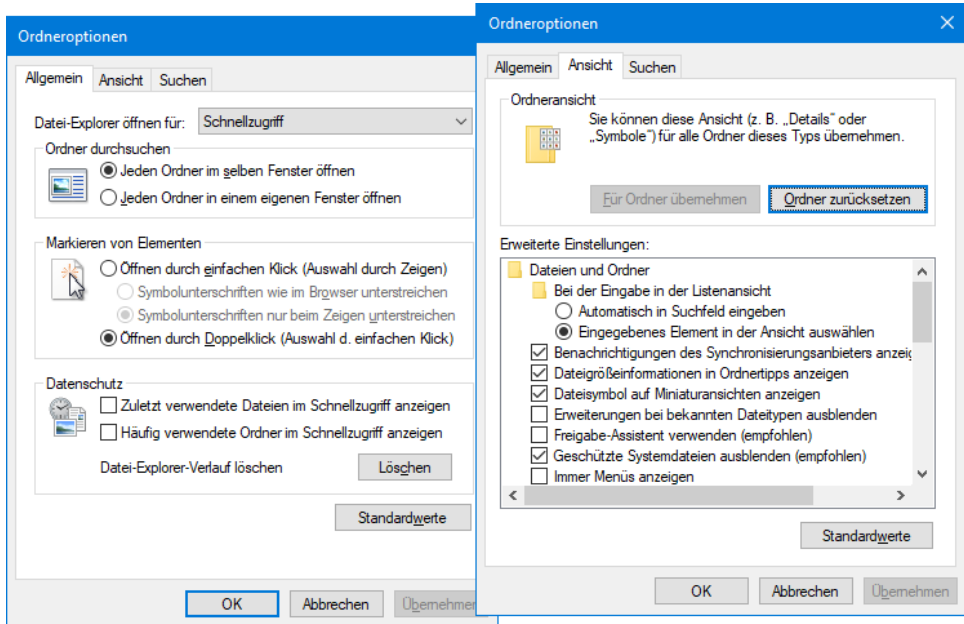 Ordneroptionen
Allgemein Ansicht Suchen
Datei-Explorer öffnen für: Schnellzugriff
Ordner durchsuchen
Jeden Ordner im selben Fenster öffnen
Jeden Ordner in einem eigenen Fenster öffnen
Markieren von Elementen
Öffnen durch einfachen Klick (Auswahl durch Zeigen)
Symbolunterschriften wie im Browser unterstreichen
Symbolunterschriften nur beim Zeigen unterstreichen
Öffnen durch Doppelklick (Auswahl d. einfachen Klick)
Datenschutz
Zuletzt verwendete Dateien im Schnellzugriff anzeigen
Häufig verwendete Ordner im Schnellzugriff anzeigen
Datei-Explorer-Verlauf löschen Löschen
Standardwerte
OK Abbrechen Übernehmen
Ordneroptionen
Allgemein Ansicht Suchen
Ordneransicht
Sie können diese Ansicht (z. B. „Details" oder
„Symbole") für alle Ordner dieses Typs übernehmen.
Für Ordner übernehmen Ordner zurücksetzen
Erweiterte Einstellungen:
Dateien und Ordner
Bei der Eingabe in der Listenansicht
Automatisch in Suchfeld eingeben
Eingegebenes Element in der Ansicht auswählen
Benachrichtigungen des Synchronisierungsanbieters anzeig
Dateigrößeinformationen in Ordnertipps anzeigen
Dateisymbol auf Miniaturansichten anzeigen
Erweiterungen bei bekannten Dateitypen ausblenden
Freigabe-Assistent verwenden (empfohlen)
Geschützte Systemdateien ausblenden (empfohlen)
Immer Menüs anzeigen
Standardwerte
OK Abbrechen Übernehmen